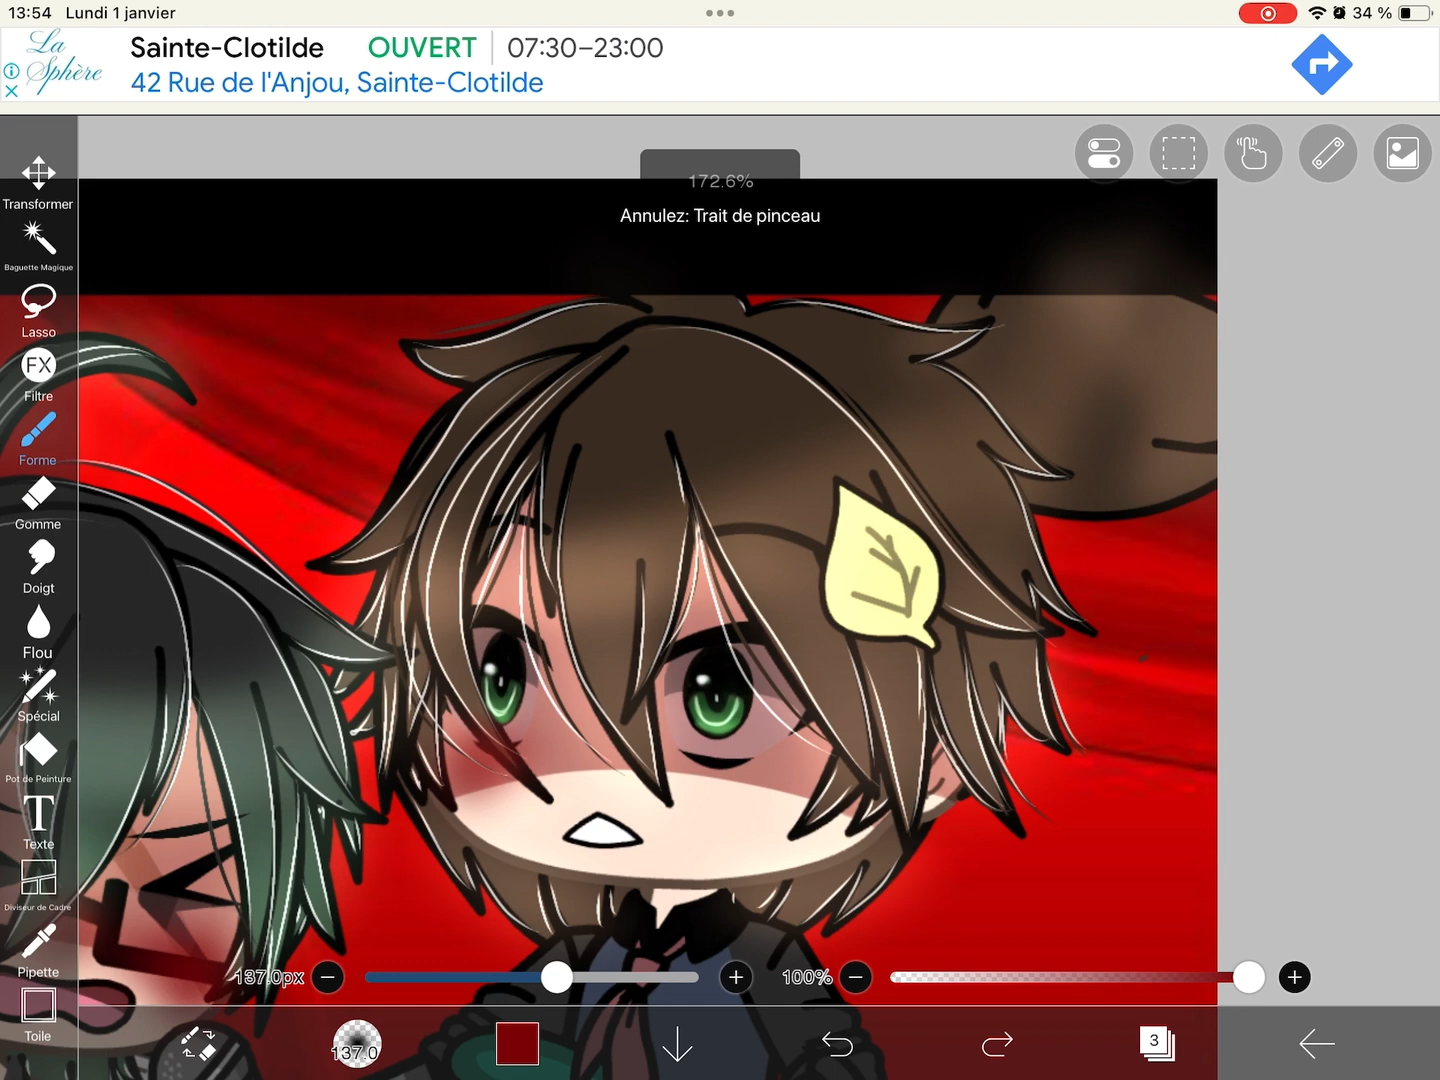 13:54 Lundi 1 janvier
34 %
La Sphère
Sainte-Clotilde OUVERT 07:30–23:00
42 Rue de l'Anjou, Sainte-Clotilde
172.6%
Annulez: Trait de pinceau
Transformer
Baguette Magique
Lasso
FX
Filtre
Forme
Gomme
Doigt
Flou
Spécial
Pot de Peinture
T
Texte
Diviseur de Cadre
Pipette
Toile
137.0px
100%
137.0
3